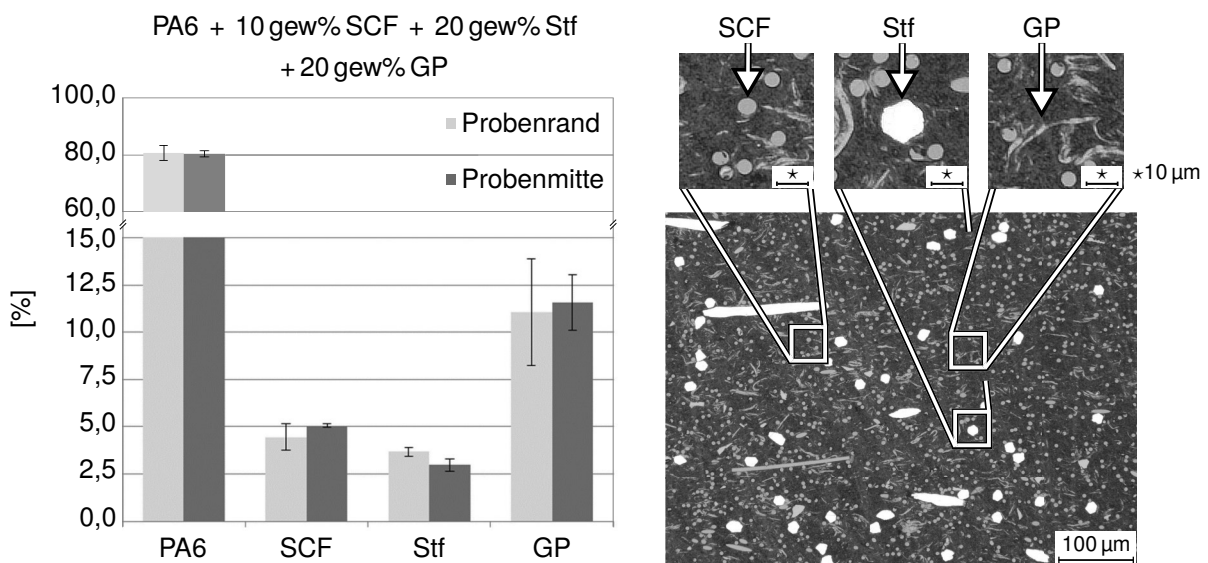 PA6 + 10 gew% SCF + 20 gew% Stf
+ 20 gew% GP
100,0
80,0
60,0
15,0
12,5
10,0
7,5
5,0
2,5
0,0
[%]
Probenrand
Probenmitte
PA6 SCF Stf GP
SCF Stf GP
⋆ ⋆ ⋆ ⋆10 µm
100 µm